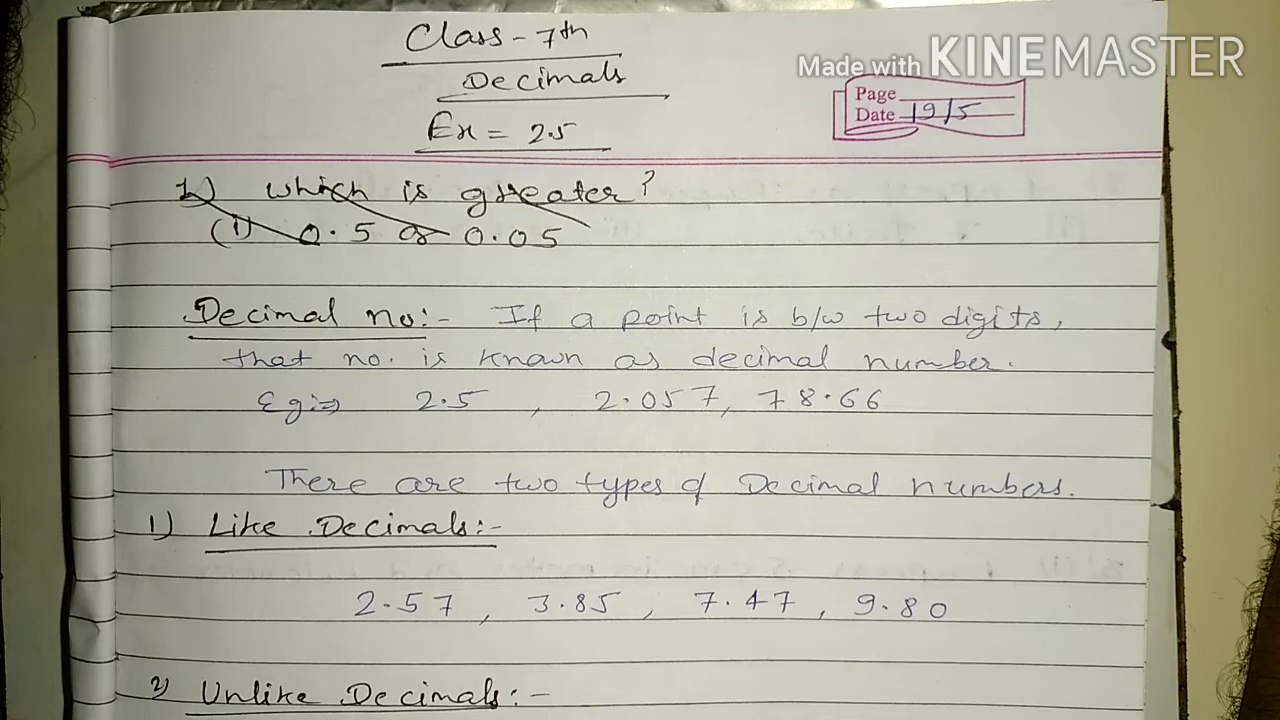 Class - 7th
Made with KINEMASTER
Decimals
Page
Date 19/5
Ex = 2.5
1) which is greater?
(i) 0.5 or 0.05
Decimal no:- If a point is b/w two digits,
that no. is known as decimal number.
Eg:⇒ 2.5 , 2.057, 78.66
There are two types of Decimal numbers.
1) Like Decimals:-
2.57 , 3.85 , 7.47 , 9.80
2) Unlike Decimals:-